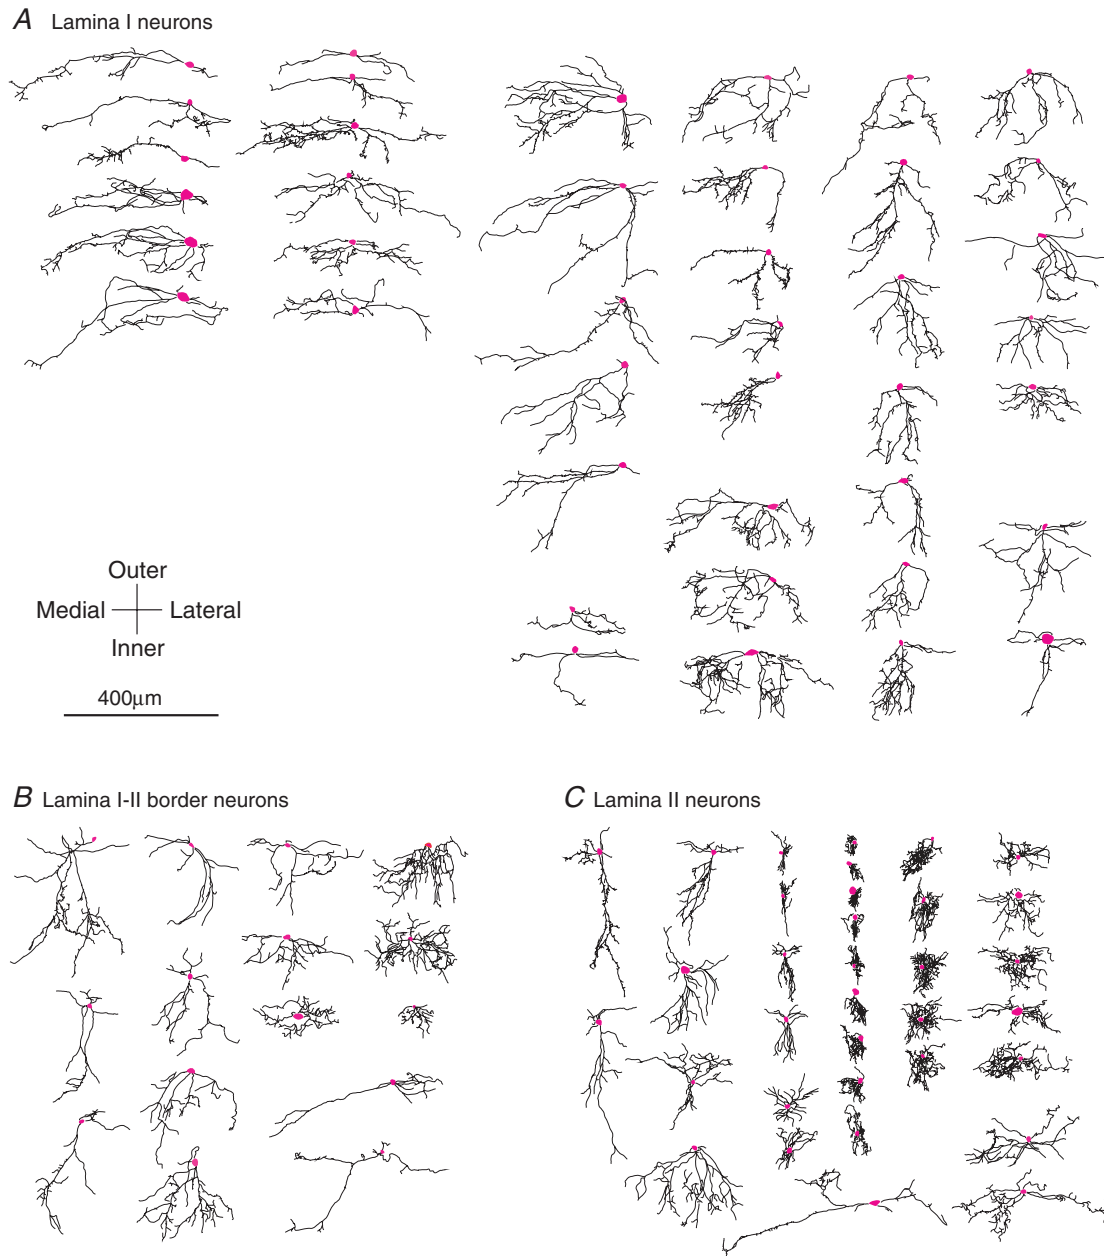 A Lamina I neurons
Outer
Medial Lateral
Inner
400μm
B Lamina I-II border neurons
C Lamina II neurons